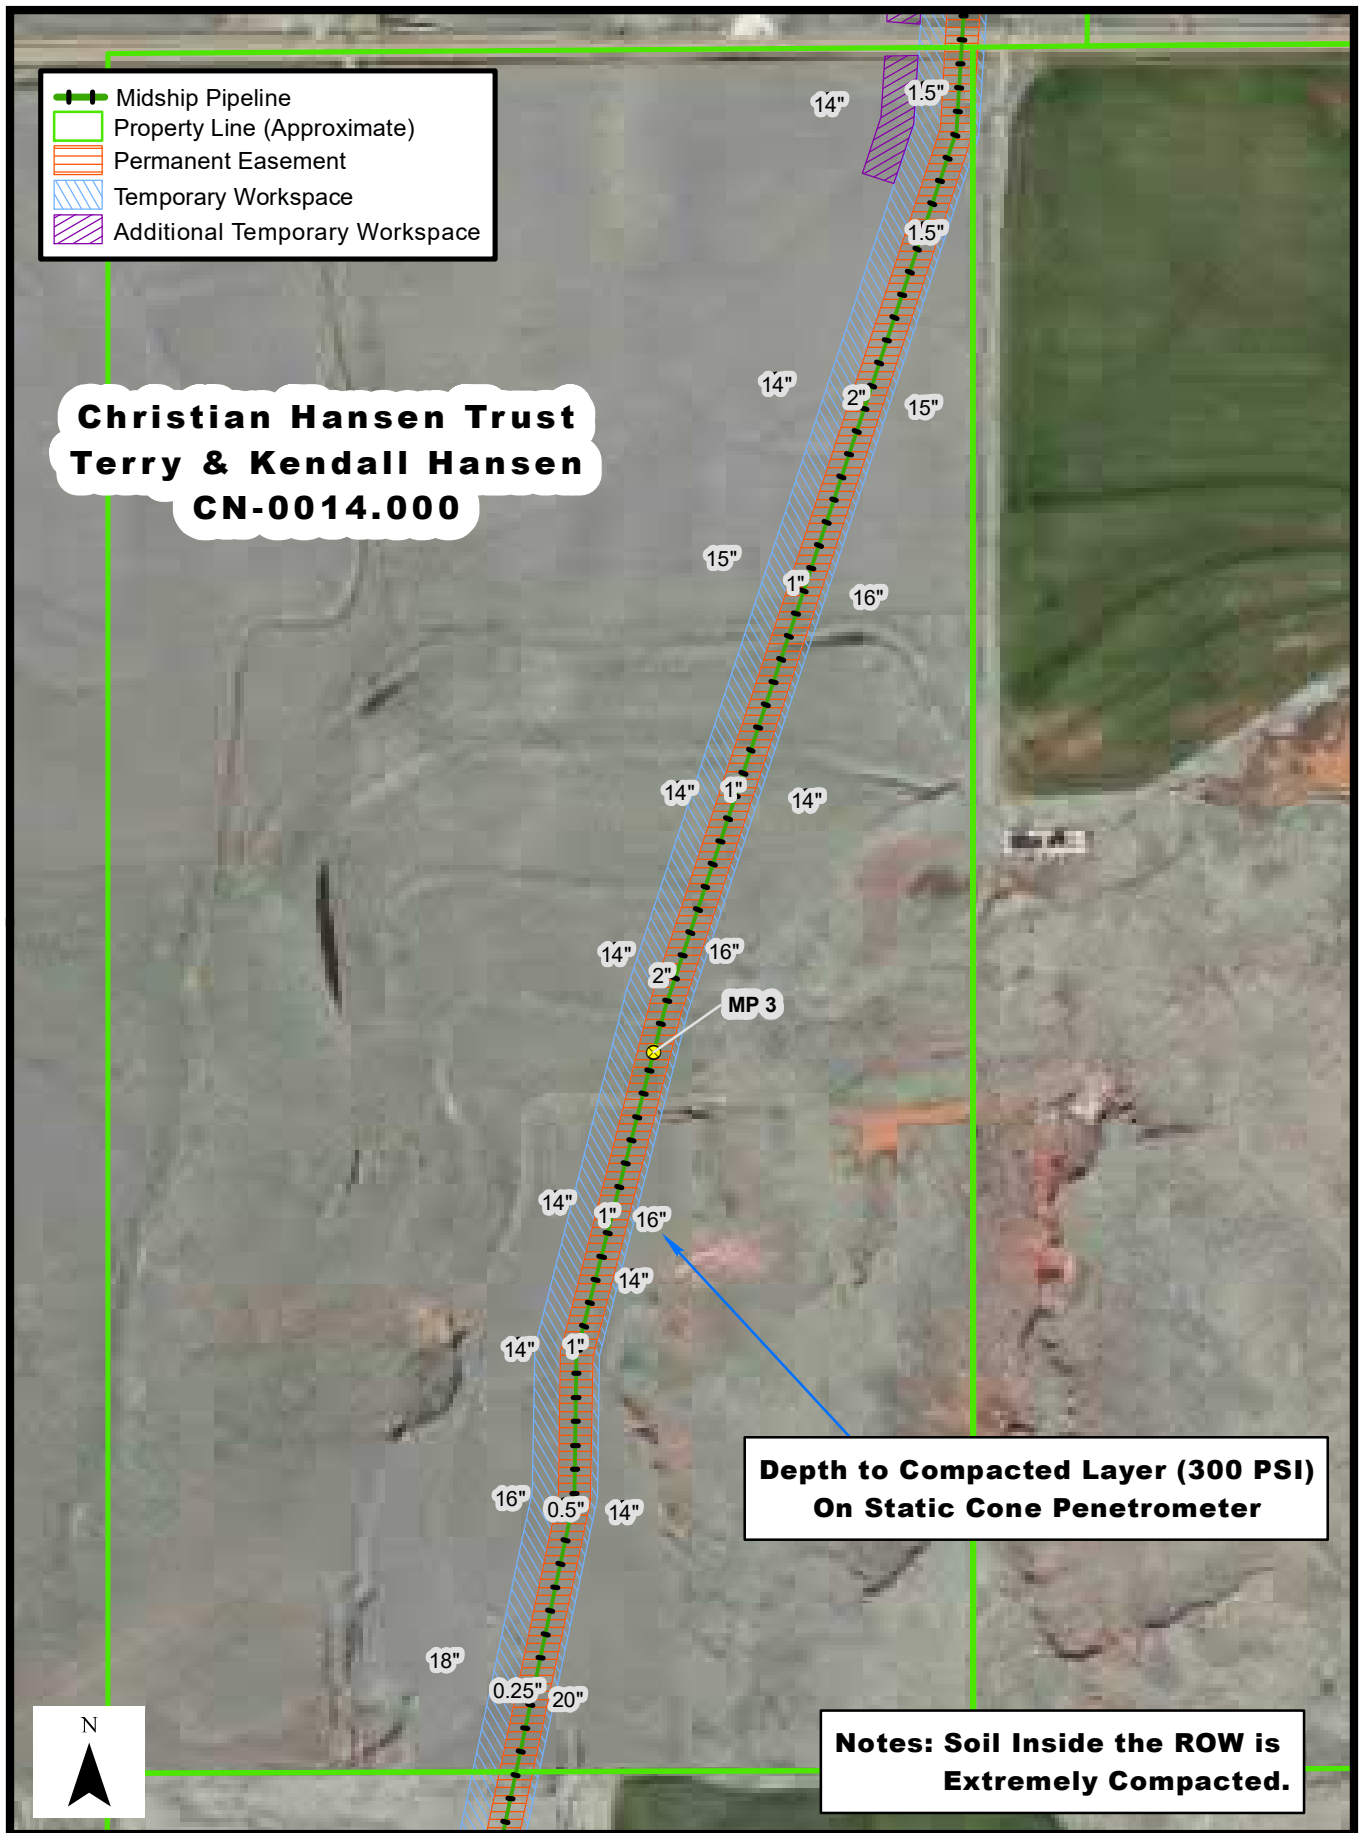 Midship Pipeline
Property Line (Approximate)
Permanent Easement
Temporary Workspace
Additional Temporary Workspace
14"
1.5"
1.5"
14"
2"
15"
Christian Hansen Trust
Terry & Kendall Hansen
CN-0014.000
15"
1"
16"
14"
1"
14"
14"
16"
2"
MP 3
14"
1"
16"
14"
14"
1"
Depth to Compacted Layer (300 PSI)
On Static Cone Penetrometer
16"
0.5"
14"
18"
0.25"
20"
N
Notes: Soil Inside the ROW is
Extremely Compacted.